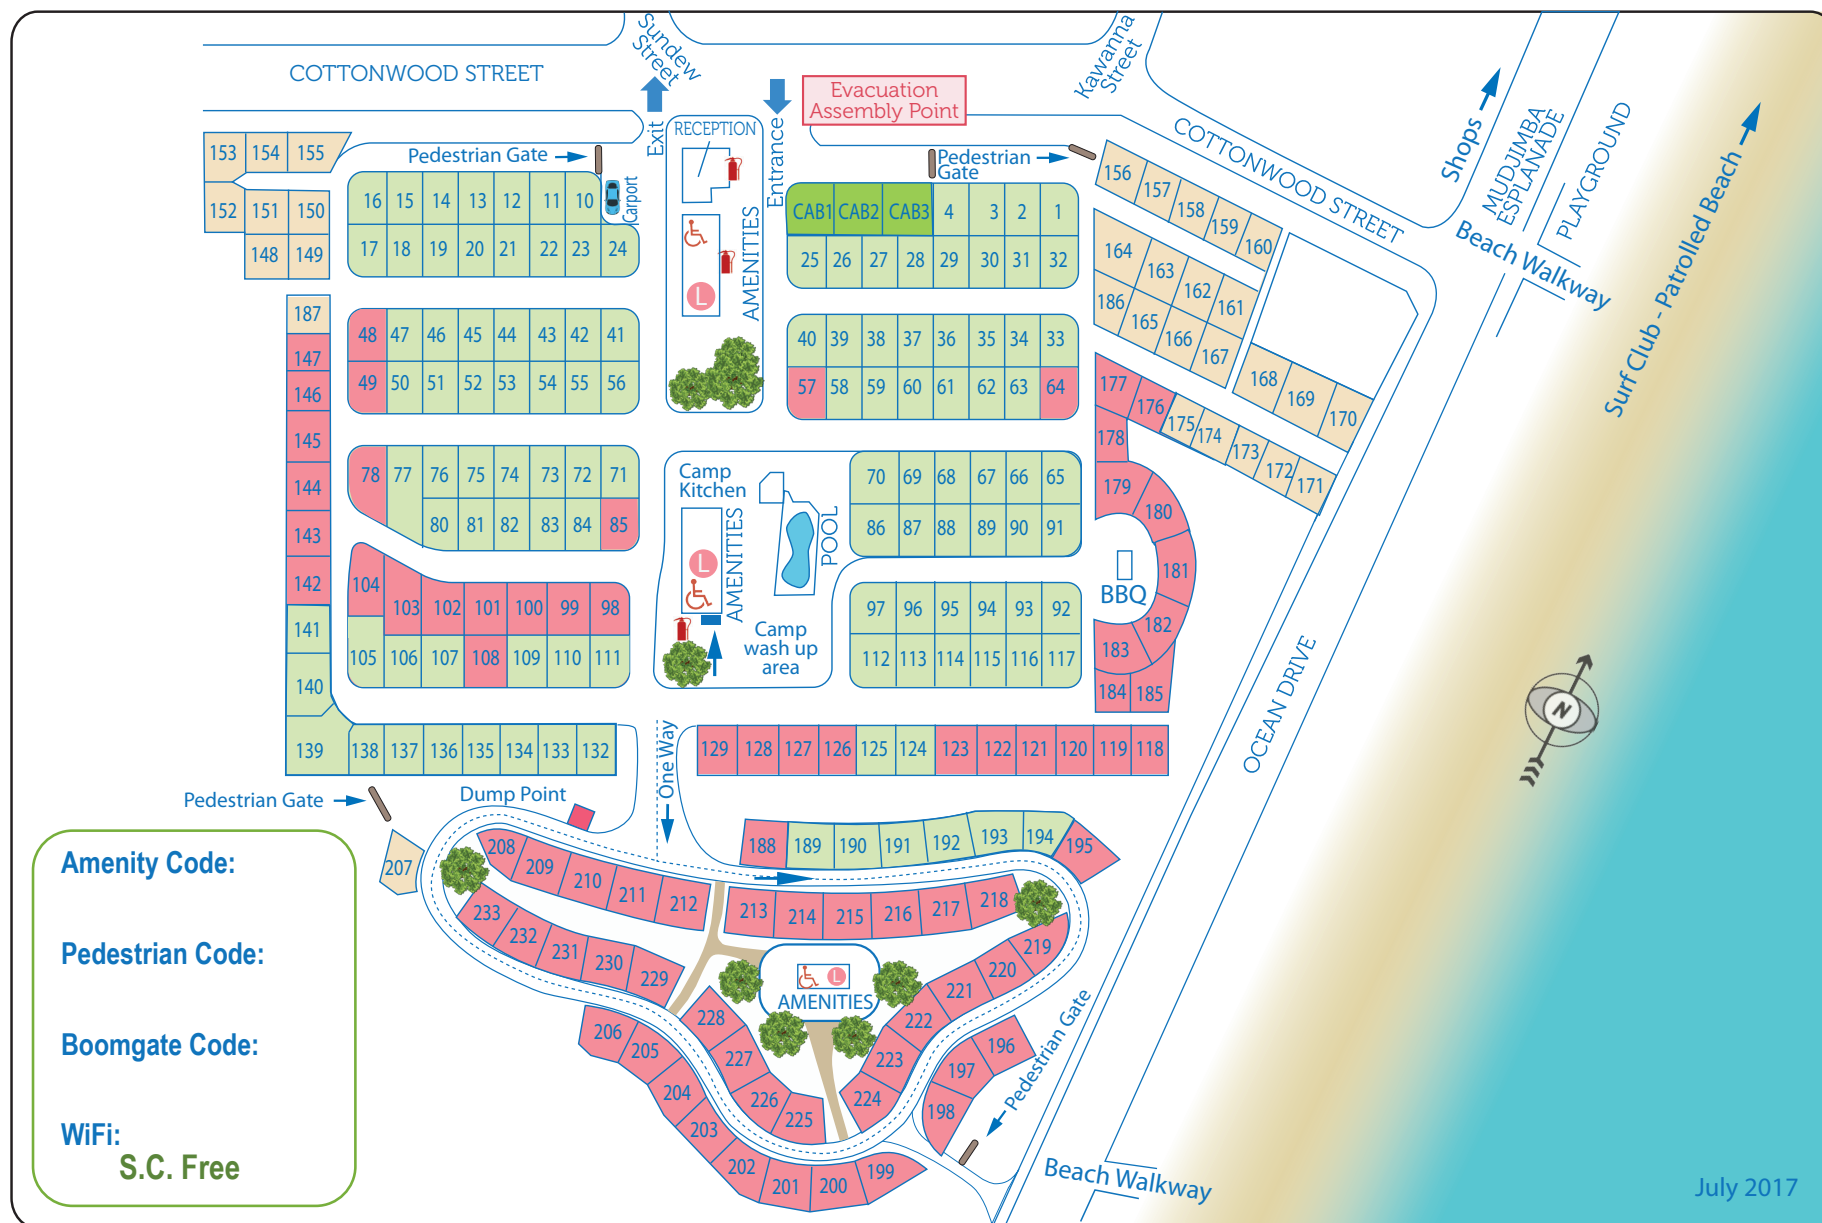 COTTONWOOD STREET
Sundew
Street
Kawanna
Street
Evacuation
Assembly Point
Exit
RECEPTION
Entrance
Pedestrian Gate
Carport
Pedestrian
Gate
COTTONWOOD STREET
Shops
MUDJIMBA
ESPLANADE
PLAYGROUND
Beach Walkway
Surf Club - Patrolled Beach
153 154 155
152 151 150
148 149
16 15 14 13 12 11 10
17 18 19 20 21 22 23 24
L
AMENITIES
CAB1 CAB2 CAB3 4 3 2 1
25 26 27 28 29 30 31 32
156 157 158 159 160
164 163 162 161
186 165 166 167
168 169 170
187
147
146
145
144
143
142
141
140
139
48 47 46 45 44 43 42 41
49 50 51 52 53 54 55 56
40 39 38 37 36 35 34 33
57 58 59 60 61 62 63 64
177 176 175 174 173 172 171
178
179
180
181
182
183
184 185
BBQ
78 77 76 75 74 73 72 71
80 81 82 83 84 85
Camp
Kitchen
L
AMENITIES
POOL
Camp
wash up
area
70 69 68 67 66 65
86 87 88 89 90 91
104 103 102 101 100 99 98
105 106 107 108 109 110 111
97 96 95 94 93 92
112 113 114 115 116 117
138 137 136 135 134 133 132
One Way
129 128 127 126 125 124 123 122 121 120 119 118
OCEAN DRIVE
N
Pedestrian Gate
Dump Point
207
208 209 210 211 212
188 189 190 191 192 193 194 195
213 214 215 216 217 218
233 232 231 230 229
219
220
221
222
223
224
L
AMENITIES
228
227
226
225
206
205
204
203
202
201
200
199
196
197
198
Pedestrian Gate
Beach Walkway
Amenity Code:
Pedestrian Code:
Boomgate Code:
WiFi:
S.C. Free
July 2017